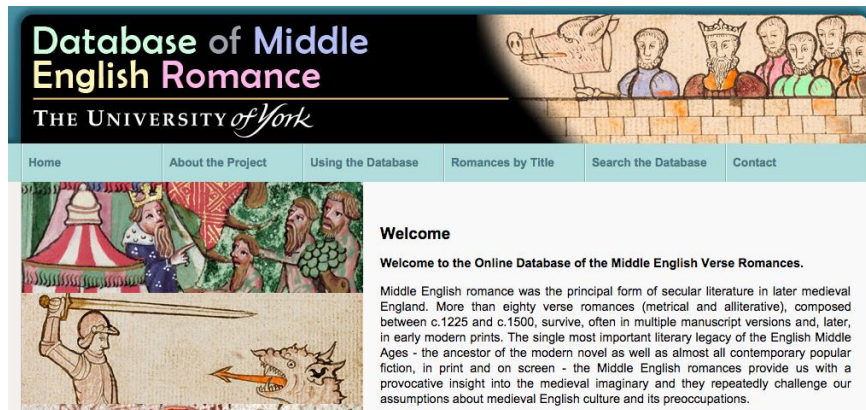 Database of Middle
English Romance
THE UNIVERSITY of York
Home
About the Project
Using the Database
Romances by Title
Search the Database
Contact
Welcome
Welcome to the Online Database of the Middle English Verse Romances.
Middle English romance was the principal form of secular literature in later medieval
England. More than eighty verse romances (metrical and alliterative), composed
between c.1225 and c.1500, survive, often in multiple manuscript versions and, later,
in early modern prints. The single most important literary legacy of the English Middle
Ages - the ancestor of the modern novel as well as almost all contemporary popular
fiction, in print and on screen - the Middle English romances provide us with a
provocative insight into the medieval imaginary and they repeatedly challenge our
assumptions about medieval English culture and its preoccupations.